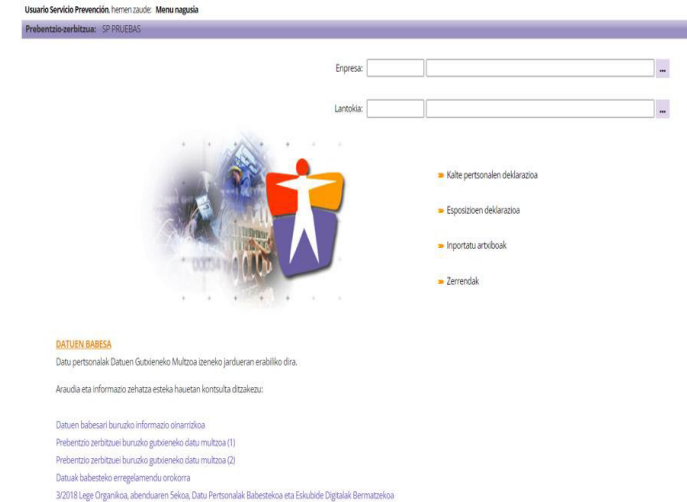 Usuario Servicio Prevención, hemen zaude: Menu nagusia
Prebentzio-zerbitzua: SP PRUEBAS
Enpresa: ...
Lantokia: ...
Kalte pertsonalen deklarazioa
Esposizioen deklarazioa
Inportatu artxiboak
Zerrendak
DATUEN BABESA
Datu pertsonalak Datuen Gutxieneko Multzoa izeneko jardueran erabiliko dira.
Araudia eta informazio zehatza esteka hauetan kontsulta ditzakezu:
Datuen babesari buruzko informazio oinarrizkoa
Prebentzio zerbitzuei buruzko gutxieneko datu multzoa (1)
Prebentzio zerbitzuei buruzko gutxieneko datu multzoa (2)
Datuak babesteko erregelamendu orokorra
3/2018 Lege Organikoa, abenduaren 5ekoa, Datu Pertsonalak Babestekoa eta Eskubide Digitalak Bermatzekoa